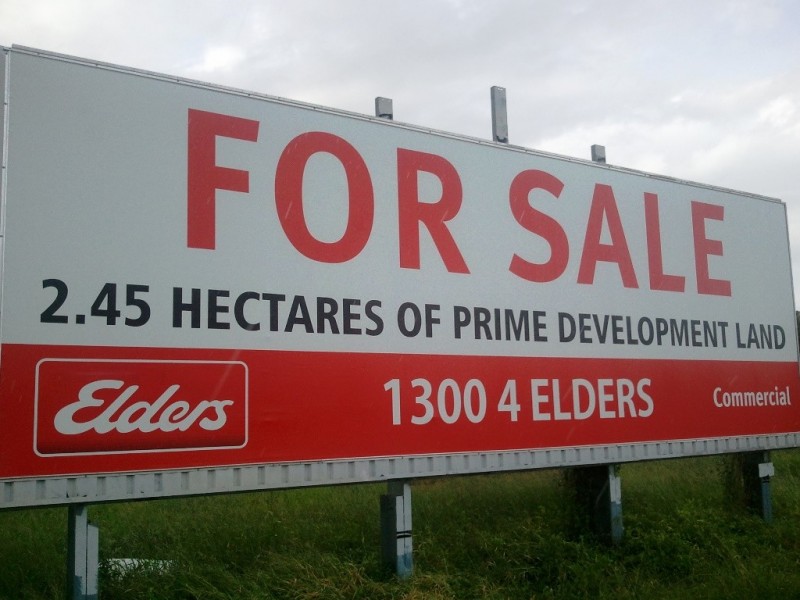 FOR SALE
2.45 HECTARES OF PRIME DEVELOPMENT LAND
Elders
1300 4 ELDERS
Commercial